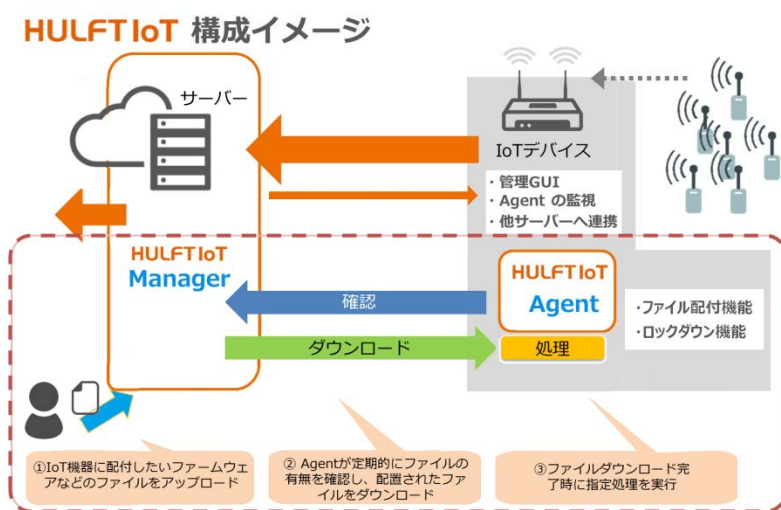 HULFT IoT 構成イメージ
サーバー
IoTデバイス
・管理GUI
・Agent の監視
・他サーバーへ連携
HULFT IoT
Manager
HULFT IoT
Agent
確認
ダウンロード
処理
・ファイル配付機能
・ロックダウン機能
①IoT機器に配付したいファームウェ
アなどのファイルをアップロード
② Agentが定期的にファイルの
有無を確認し、配置されたファ
イルをダウンロード
③ファイルダウンロード完
了時に指定処理を実行